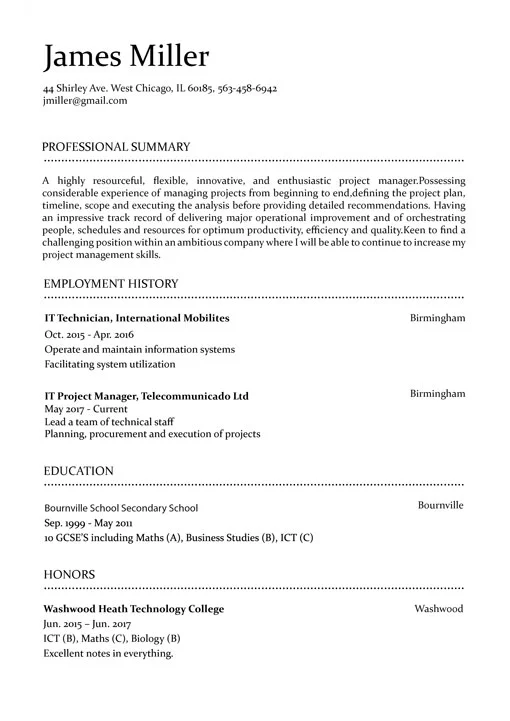 James Miller
44 Shirley Ave. West Chicago, IL 60185, 563-458-6942
jmiller@gmail.com
PROFESSIONAL SUMMARY
A highly resourceful, flexible, innovative, and enthusiastic project manager.Possessing
considerable experience of managing projects from beginning to end,defining the project plan,
timeline, scope and executing the analysis before providing detailed recommendations. Having
an impressive track record of delivering major operational improvement and of orchestrating
people, schedules and resources for optimum productivity, efficiency and quality.Keen to find a
challenging position within an ambitious company where I will be able to continue to increase my
project management skills.
EMPLOYMENT HISTORY
IT Technician, International Mobilites Birmingham
Oct. 2015 - Apr. 2016
Operate and maintain information systems
Facilitating system utilization
IT Project Manager, Telecommunicado Ltd Birmingham
May 2017 - Current
Lead a team of technical staff
Planning, procurement and execution of projects
EDUCATION
Bournville School Secondary School Bournville
Sep. 1999 - May 2011
10 GCSE'S including Maths (A), Business Studies (B), ICT (C)
HONORS
Washwood Heath Technology College Washwood
Jun. 2015 – Jun. 2017
ICT (B), Maths (C), Biology (B)
Excellent notes in everything.